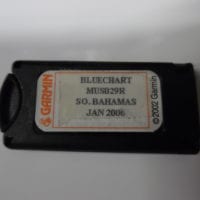 GARMIN
BLUECHART
MUS029R
SO. BAHAMAS
JAN 2006
©2002 Garmin